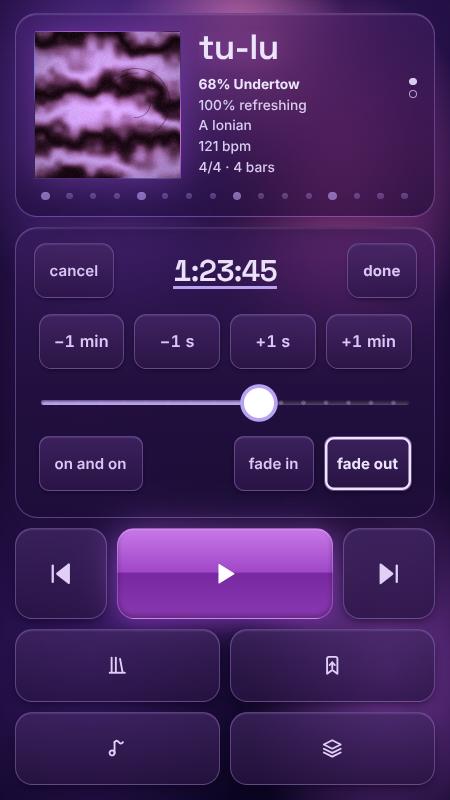 tu-lu
68% Undertow
100% refreshing
A Ionian
121 bpm
4/4 · 4 bars
cancel
1:23:45
done
−1 min
−1 s
+1 s
+1 min
on and on
fade in
fade out